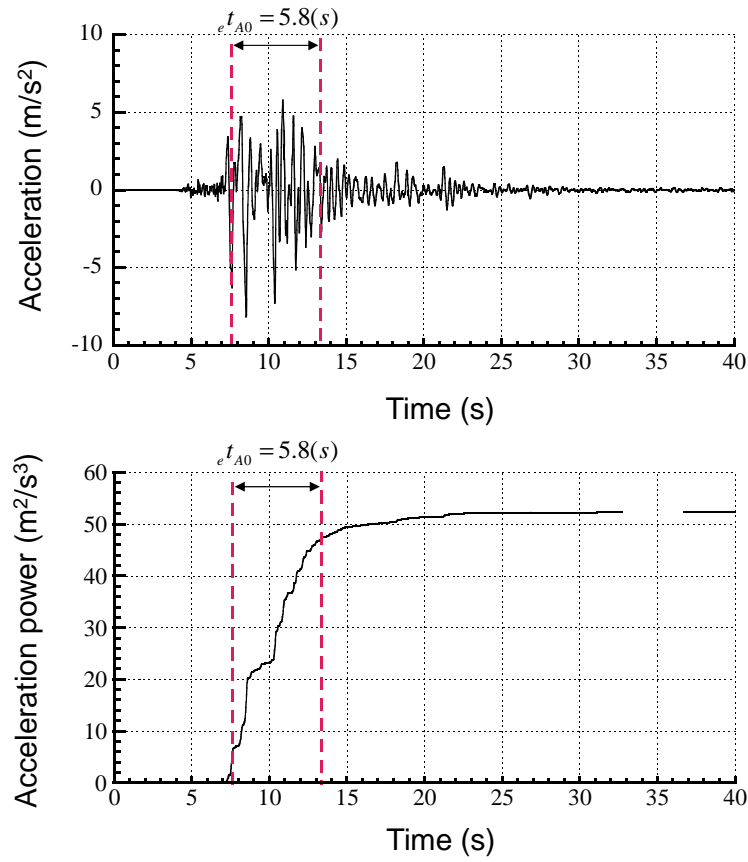 ₑt_A0 = 5.8(s)
10
5
0
-5
-10
Acceleration (m/s²)
0 5 10 15 20 25 30 35 40
Time (s)
ₑt_A0 = 5.8(s)
60
50
40
30
20
10
0
Acceleration power (m²/s³)
0 5 10 15 20 25 30 35 40
Time (s)